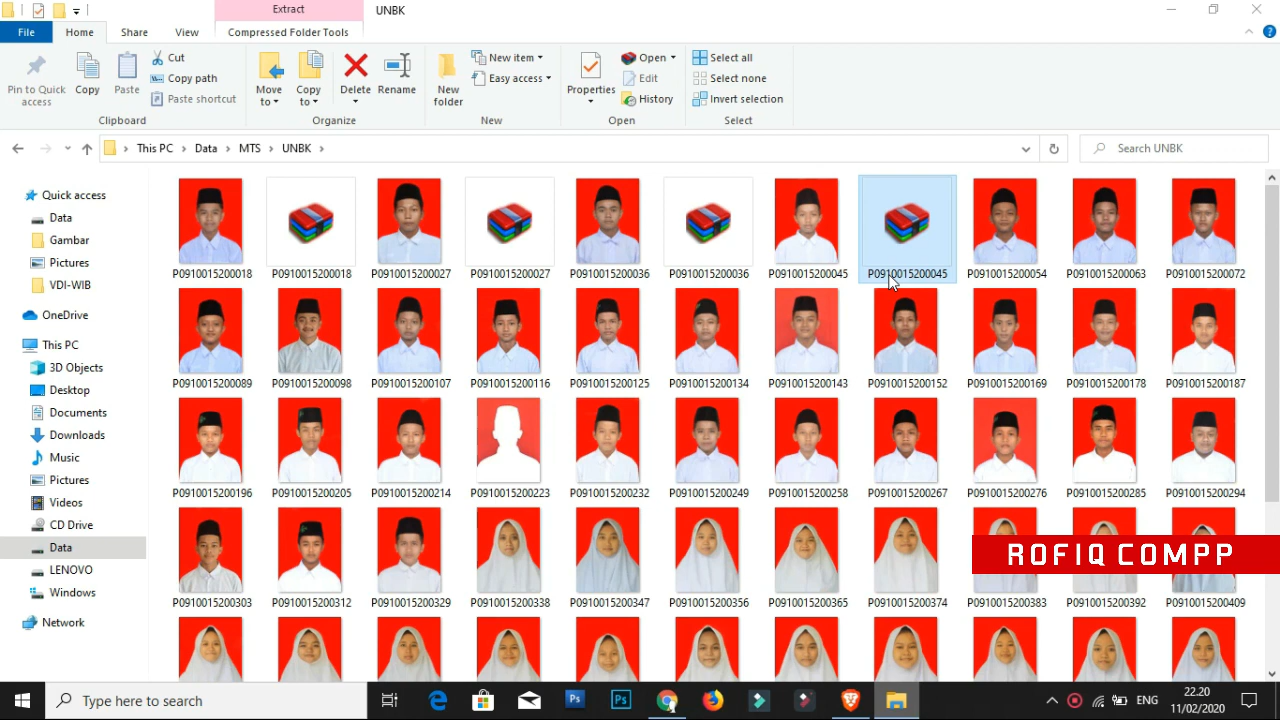 Extract UNBK
File Home Share View Compressed Folder Tools
Pin to Quick access
Copy
Paste
Cut
Copy path
Paste shortcut
Clipboard
Move to
Copy to
Delete
Rename
Organize
New folder
New item
Easy access
New
Properties
Open
Edit
History
Open
Select all
Select none
Invert selection
Select
This PC > Data > MTS > UNBK >
Search UNBK
Quick access
Data
Gambar
Pictures
VDI-WIB
OneDrive
This PC
3D Objects
Desktop
Documents
Downloads
Music
Pictures
Videos
CD Drive
Data
LENOVO
Windows
Network
P0910015200018 P0910015200018 P0910015200027 P0910015200027 P0910015200036 P0910015200036 P0910015200045 P0910015200045 P0910015200054 P0910015200063 P0910015200072
P0910015200089 P0910015200098 P0910015200107 P0910015200116 P0910015200125 P0910015200134 P0910015200143 P0910015200152 P0910015200169 P0910015200178 P0910015200187
P0910015200196 P0910015200205 P0910015200214 P0910015200223 P0910015200232 P0910015200249 P0910015200258 P0910015200267 P0910015200276 P0910015200285 P0910015200294
ROFIQ COMPP
P0910015200303 P0910015200312 P0910015200329 P0910015200338 P0910015200347 P0910015200356 P0910015200365 P0910015200374 P0910015200383 P0910015200392 P0910015200409
Type here to search
Ps
Ps
ENG
22.20
11/02/2020